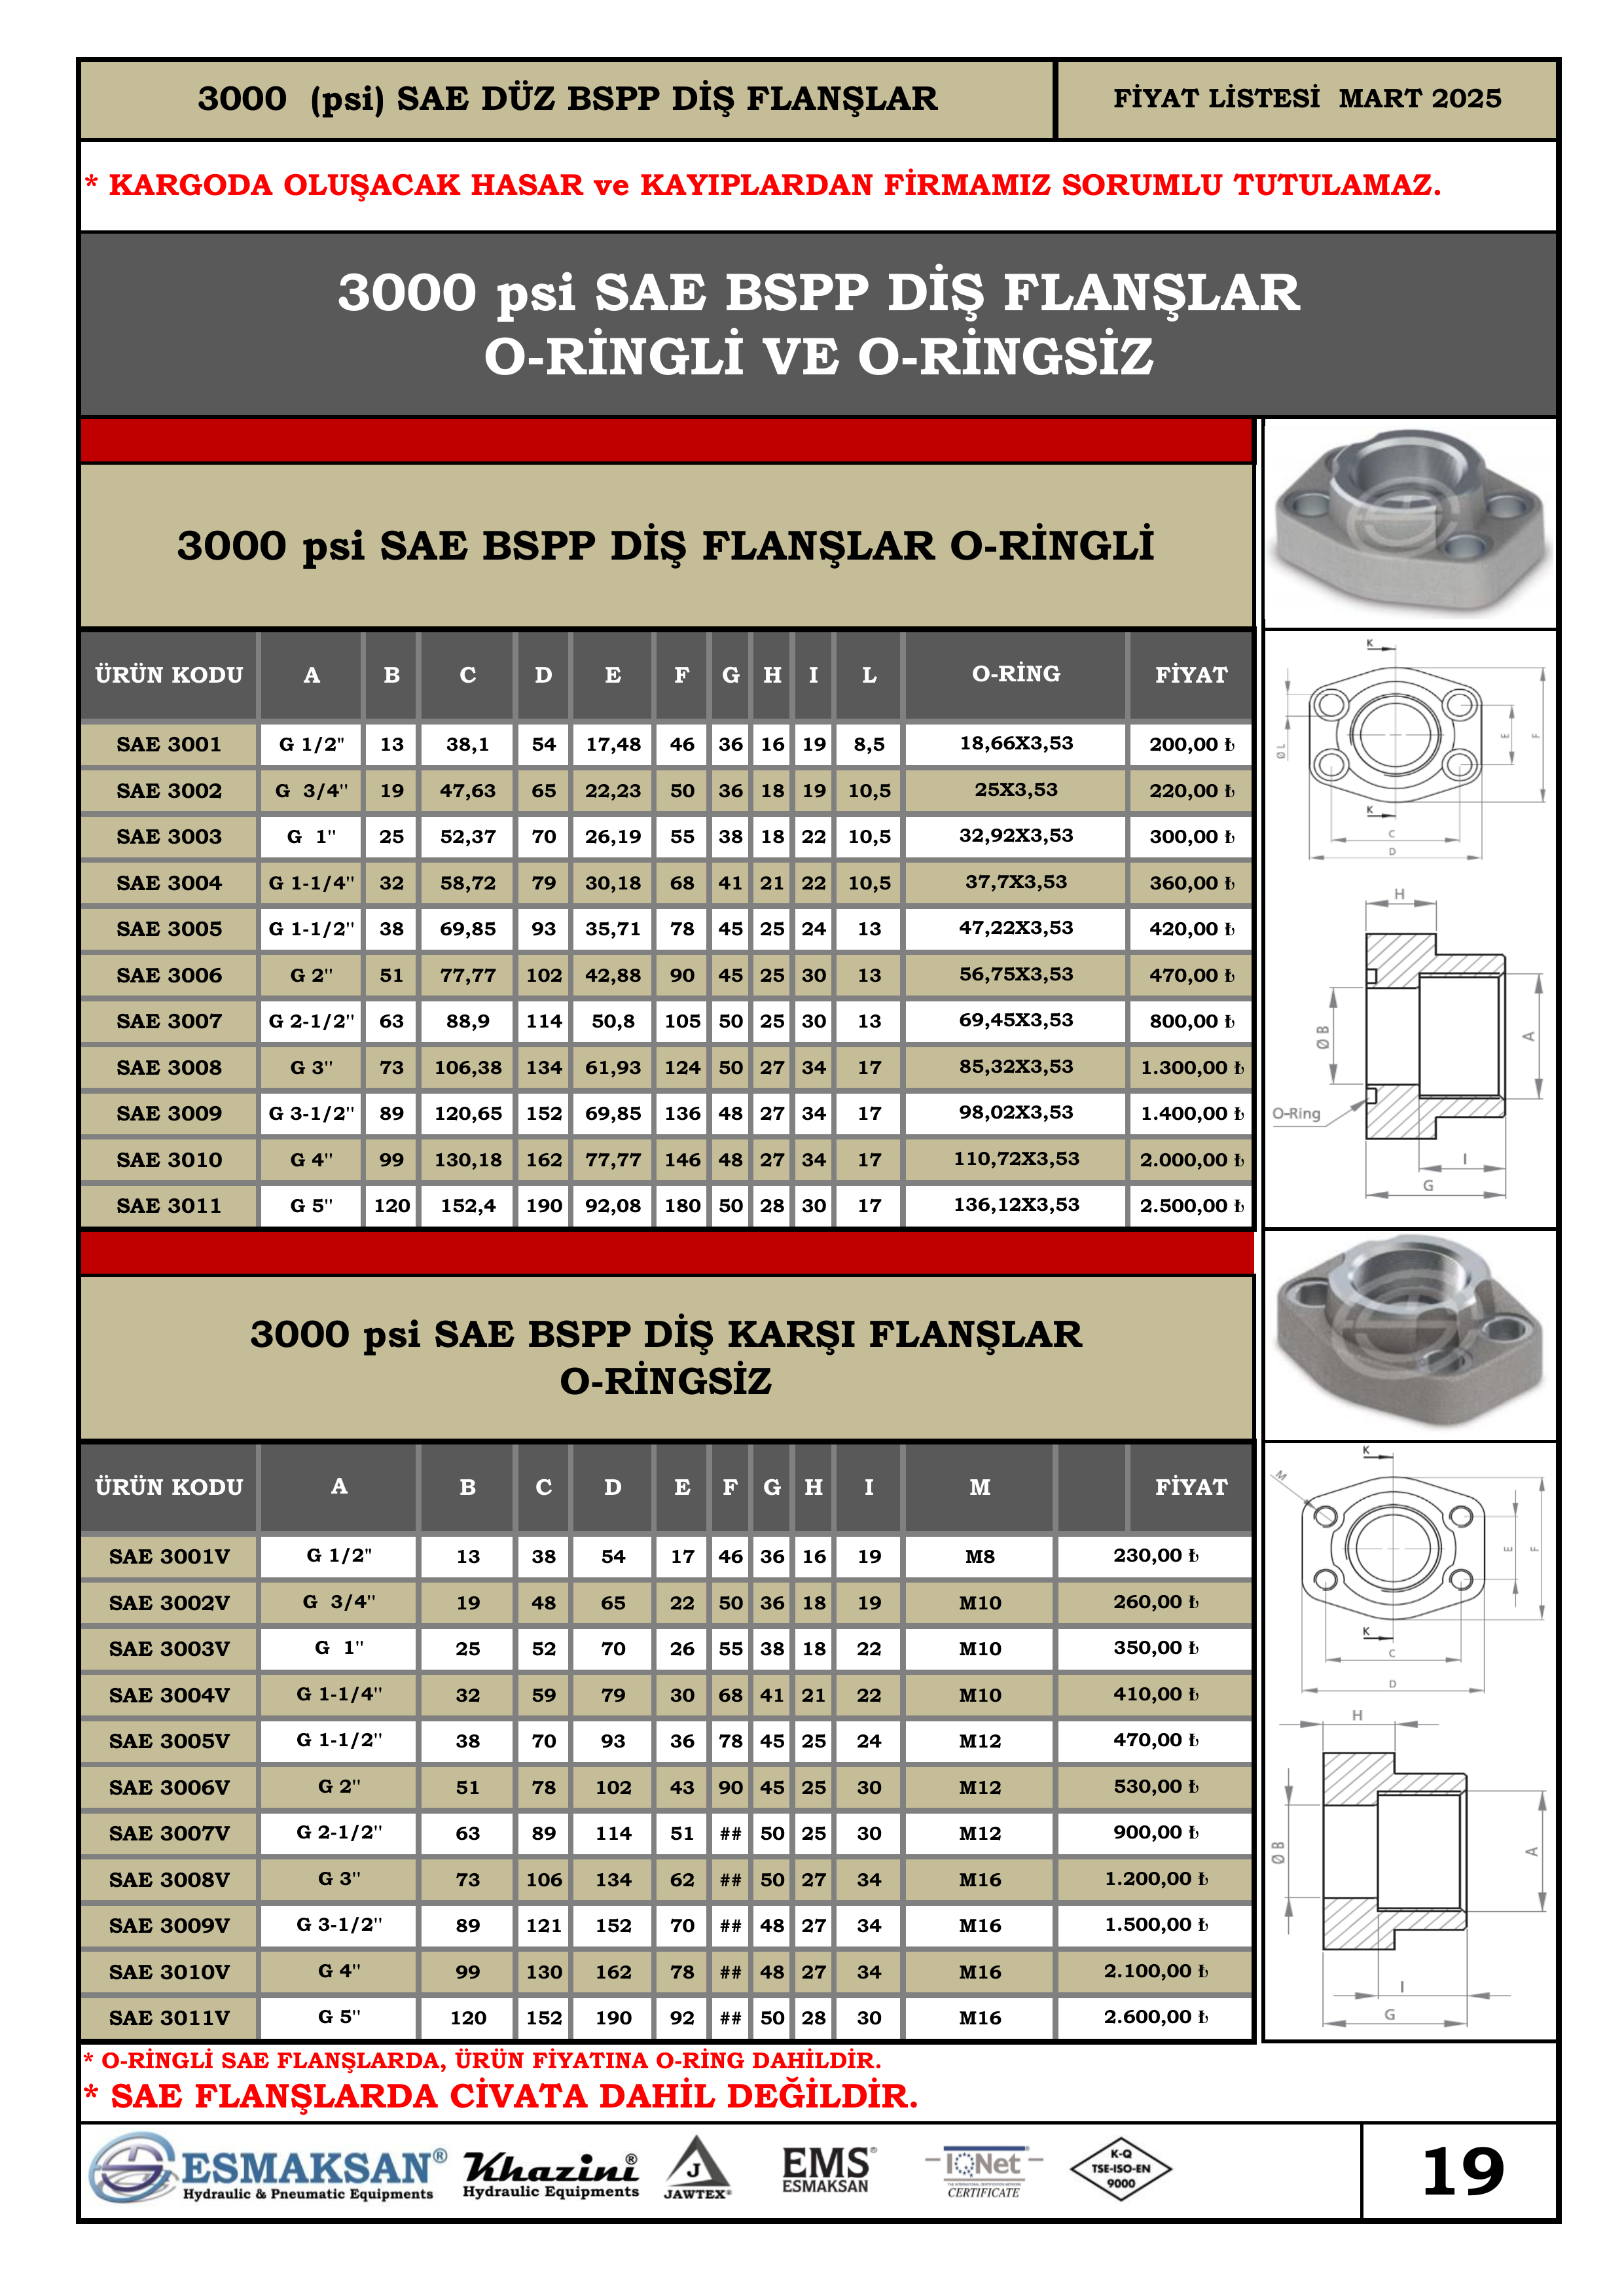 3000  (psi) SAE DÜZ BSPP DİŞ FLANŞLAR
FİYAT LİSTESİ  MART 2025
* KARGODA OLUŞACAK HASAR ve KAYIPLARDAN FİRMAMIZ SORUMLU TUTULAMAZ.
3000 psi SAE BSPP DİŞ FLANŞLAR
O-RİNGLİ VE O-RİNGSİZ
3000 psi SAE BSPP DİŞ FLANŞLAR O-RİNGLİ
ÜRÜN KODU A B C D E F G H I L O-RİNG FİYAT
SAE 3001 G 1/2" 13 38,1 54 17,48 46 36 16 19 8,5 18,66X3,53 200,00 ₺
SAE 3002 G  3/4" 19 47,63 65 22,23 50 36 18 19 10,5 25X3,53 220,00 ₺
SAE 3003 G  1" 25 52,37 70 26,19 55 38 18 22 10,5 32,92X3,53 300,00 ₺
SAE 3004 G 1-1/4" 32 58,72 79 30,18 68 41 21 22 10,5 37,7X3,53 360,00 ₺
SAE 3005 G 1-1/2" 38 69,85 93 35,71 78 45 25 24 13 47,22X3,53 420,00 ₺
SAE 3006 G 2" 51 77,77 102 42,88 90 45 25 30 13 56,75X3,53 470,00 ₺
SAE 3007 G 2-1/2" 63 88,9 114 50,8 105 50 25 30 13 69,45X3,53 800,00 ₺
SAE 3008 G 3" 73 106,38 134 61,93 124 50 27 34 17 85,32X3,53 1.300,00 ₺
SAE 3009 G 3-1/2" 89 120,65 152 69,85 136 48 27 34 17 98,02X3,53 1.400,00 ₺
SAE 3010 G 4" 99 130,18 162 77,77 146 48 27 34 17 110,72X3,53 2.000,00 ₺
SAE 3011 G 5" 120 152,4 190 92,08 180 50 28 30 17 136,12X3,53 2.500,00 ₺
K
Ø L
E
F
K
C
D
H
Ø B
A
O-Ring
I
G
3000 psi SAE BSPP DİŞ KARŞI FLANŞLAR
O-RİNGSİZ
ÜRÜN KODU A B C D E F G H I M FİYAT
SAE 3001V G 1/2" 13 38 54 17 46 36 16 19 M8 230,00 ₺
SAE 3002V G  3/4" 19 48 65 22 50 36 18 19 M10 260,00 ₺
SAE 3003V G  1" 25 52 70 26 55 38 18 22 M10 350,00 ₺
SAE 3004V G 1-1/4" 32 59 79 30 68 41 21 22 M10 410,00 ₺
SAE 3005V G 1-1/2" 38 70 93 36 78 45 25 24 M12 470,00 ₺
SAE 3006V G 2" 51 78 102 43 90 45 25 30 M12 530,00 ₺
SAE 3007V G 2-1/2" 63 89 114 51 ## 50 25 30 M12 900,00 ₺
SAE 3008V G 3" 73 106 134 62 ## 50 27 34 M16 1.200,00 ₺
SAE 3009V G 3-1/2" 89 121 152 70 ## 48 27 34 M16 1.500,00 ₺
SAE 3010V G 4" 99 130 162 78 ## 48 27 34 M16 2.100,00 ₺
SAE 3011V G 5" 120 152 190 92 ## 50 28 30 M16 2.600,00 ₺
K
M
E
F
K
C
D
H
Ø B
A
I
G
* O-RİNGLİ SAE FLANŞLARDA, ÜRÜN FİYATINA O-RİNG DAHİLDİR.
* SAE FLANŞLARDA CİVATA DAHİL DEĞİLDİR.
ESMAKSAN®
Hydraulic & Pneumatic Equipments
Khazini®
Hydraulic Equipments
J
JAWTEX®
EMS®
ESMAKSAN
IQNet
CERTIFICATE
K-Q
TSE-ISO-EN
9000
19